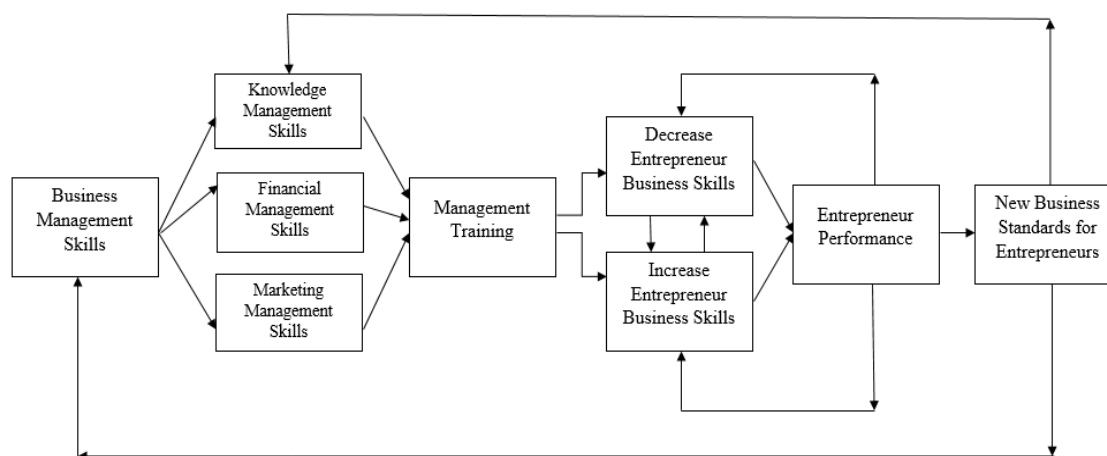 Business
Management
Skills
Knowledge
Management
Skills
Financial
Management
Skills
Marketing
Management
Skills
Management
Training
Decrease
Entrepreneur
Business Skills
Increase
Entrepreneur
Business Skills
Entrepreneur
Performance
New Business
Standards for
Entrepreneurs